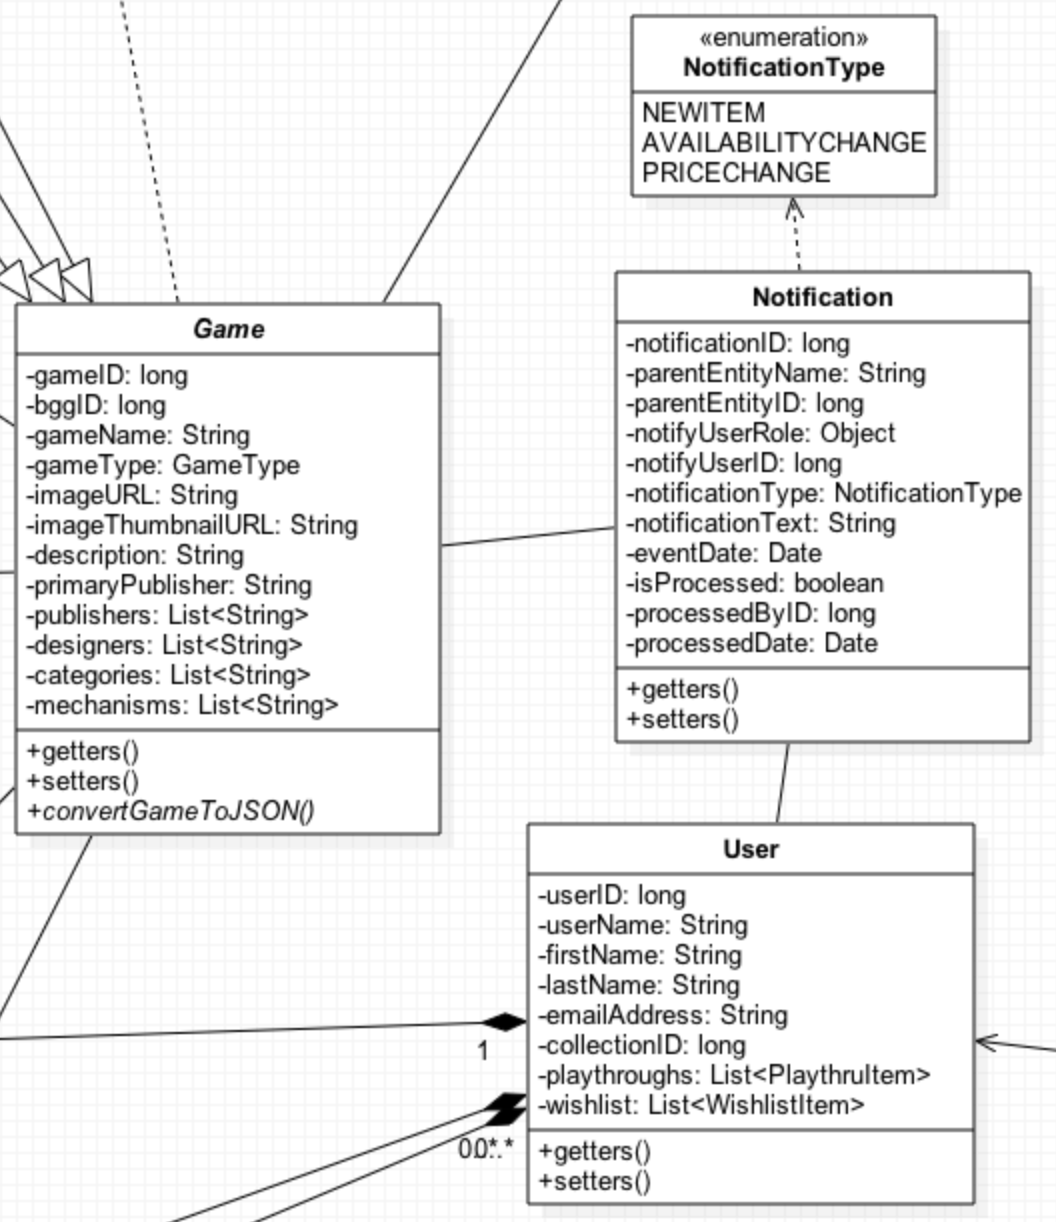 «enumeration»
NotificationType
NEWITEM
AVAILABILITYCHANGE
PRICECHANGE
Game
-gameID: long
-bggID: long
-gameName: String
-gameType: GameType
-imageURL: String
-imageThumbnailURL: String
-description: String
-primaryPublisher: String
-publishers: List<String>
-designers: List<String>
-categories: List<String>
-mechanisms: List<String>
+getters()
+setters()
+convertGameToJSON()
Notification
-notificationID: long
-parentEntityName: String
-parentEntityID: long
-notifyUserRole: Object
-notifyUserID: long
-notificationType: NotificationType
-notificationText: String
-eventDate: Date
-isProcessed: boolean
-processedByID: long
-processedDate: Date
+getters()
+setters()
User
-userID: long
-userName: String
-firstName: String
-lastName: String
-emailAddress: String
-collectionID: long
-playthroughs: List<PlaythruItem>
-wishlist: List<WishlistItem>
+getters()
+setters()
1